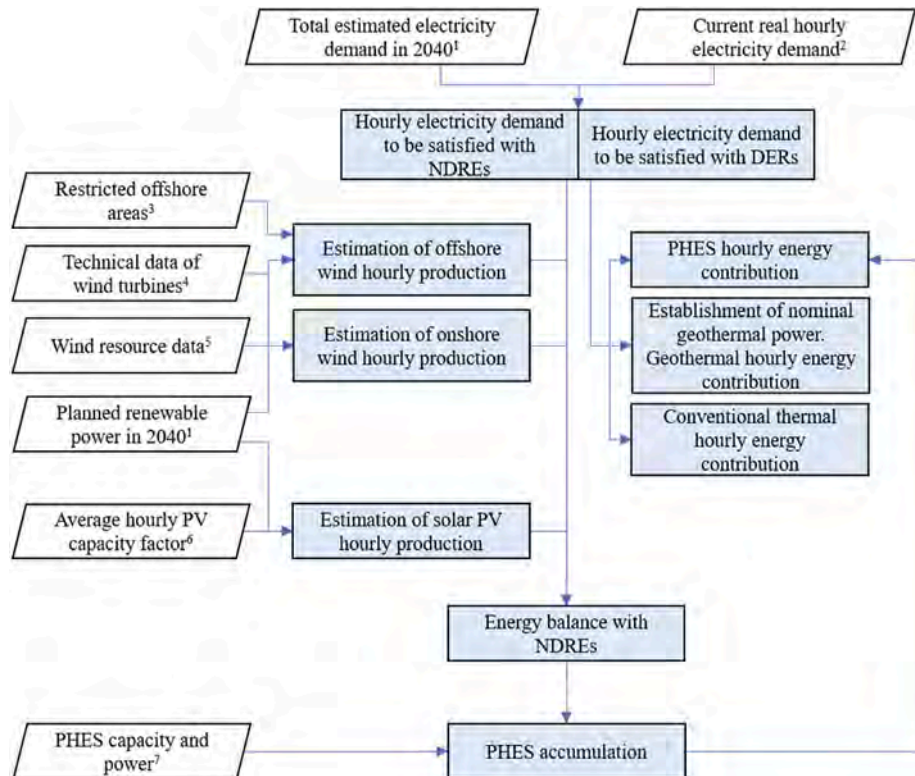 Total estimated electricity
demand in 2040¹
Current real hourly
electricity demand²
Hourly electricity demand
to be satisfied with
NDREs
Hourly electricity demand
to be satisfied with DERs
Restricted offshore
areas³
Technical data of
wind turbines⁴
Wind resource data⁵
Planned renewable
power in 2040¹
Average hourly PV
capacity factor⁶
Estimation of offshore
wind hourly production
Estimation of onshore
wind hourly production
Estimation of solar PV
hourly production
PHES hourly energy
contribution
Establishment of nominal
geothermal power.
Geothermal hourly energy
contribution
Conventional thermal
hourly energy
contribution
Energy balance with
NDREs
PHES capacity and
power⁷
PHES accumulation